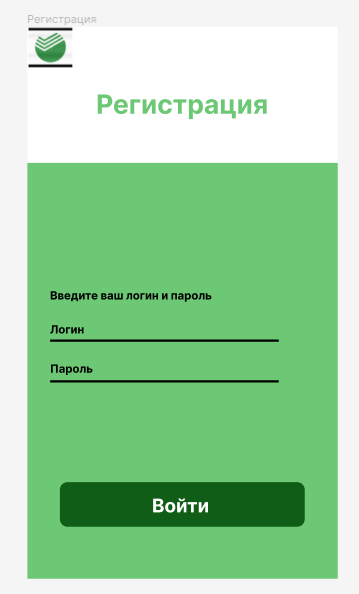 Регистрация
Регистрация
Введите ваш логин и пароль
Логин
Пароль
Войти